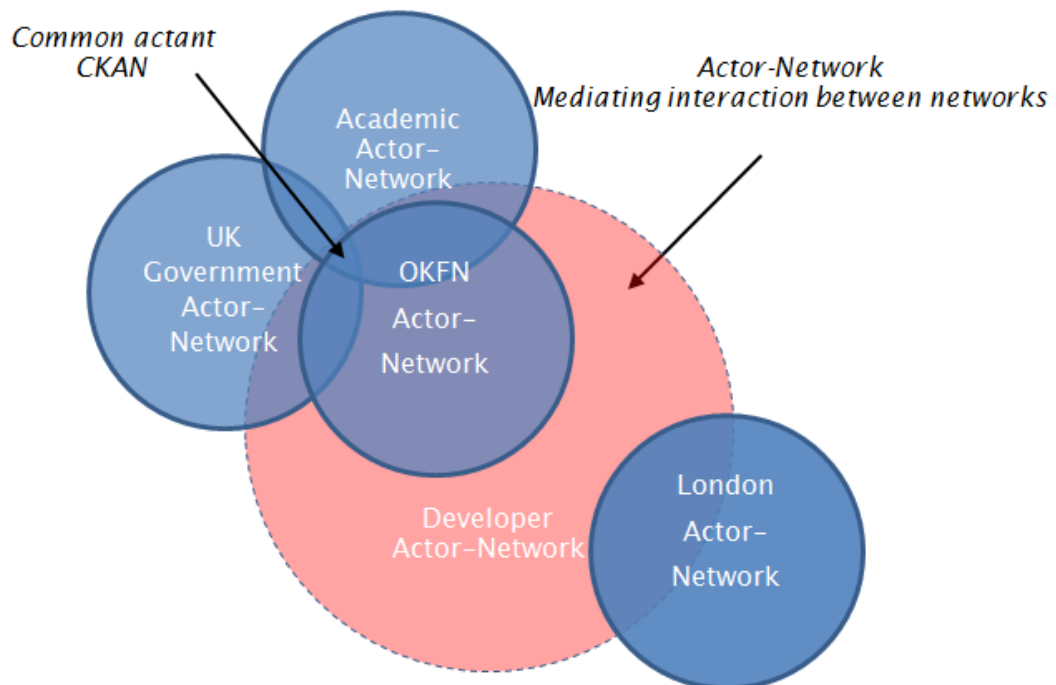 Common actant
CKAN
Actor-Network
Mediating interaction between networks
Academic
Actor–
Network
UK
Government
Actor–
Network
OKFN
Actor–
Network
Developer
Actor–Network
London
Actor–
Network